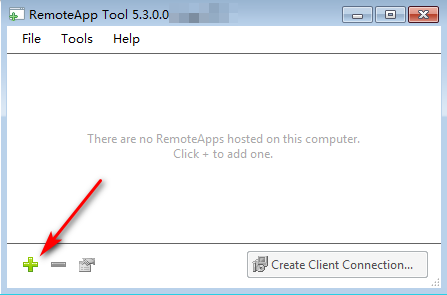 RemoteApp Tool 5.3.0.0
File Tools Help
There are no RemoteApps hosted on this computer.
Click + to add one.
Create Client Connection...